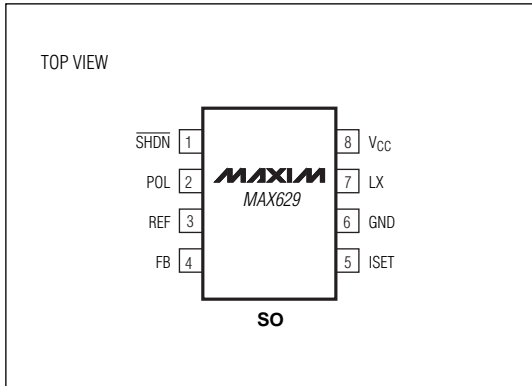 TOP VIEW
SHDN 1
POL 2
REF 3
FB 4
MAXIM
MAX629
8 VCC
7 LX
6 GND
5 ISET
SO